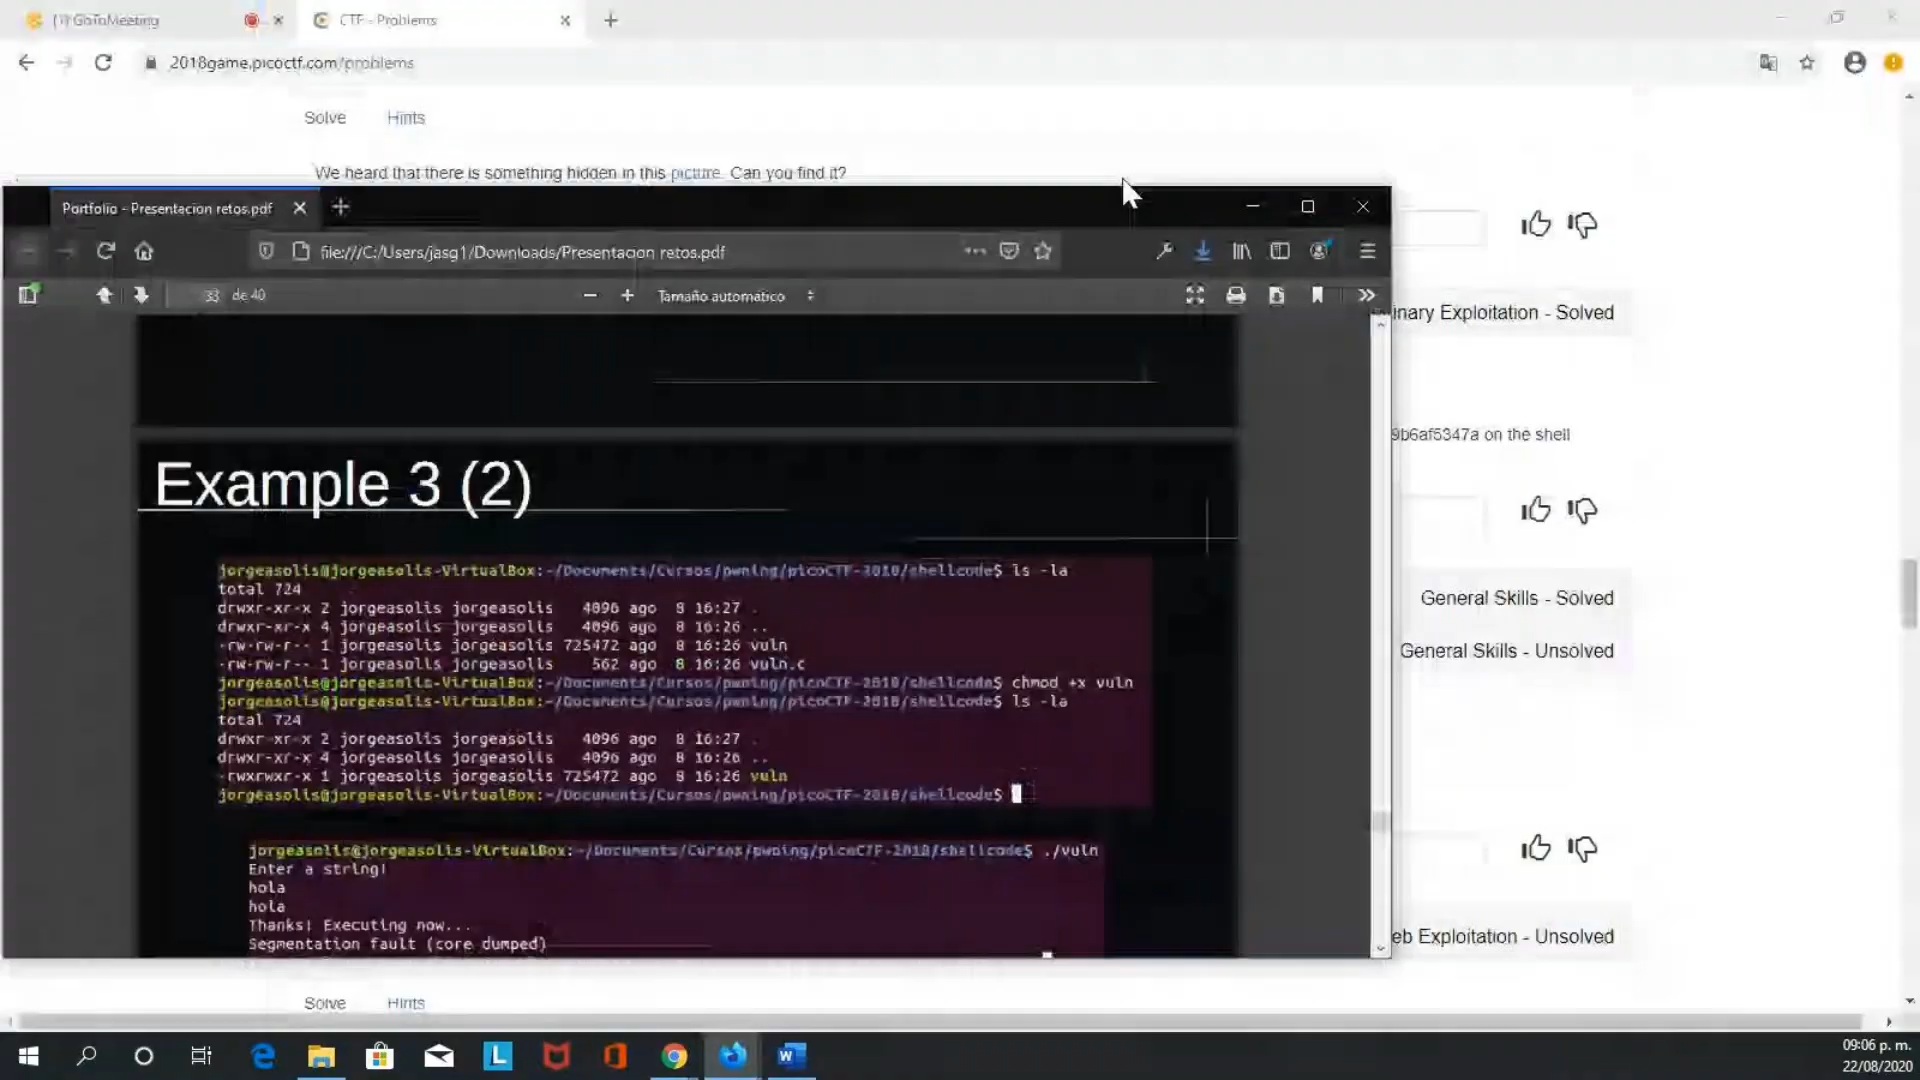 GoToMeeting
CTF - Problems
2018game.picoctf.com/problems
Solve Hints
We heard that there is something hidden in this picture. Can you find it?
Portfolio - Presentacion retos.pdf
file:///C:/Users/jasg1/Downloads/Presentacion retos.pdf
33 de 40
Tamaño automático
inary Exploitation - Solved
9b6af5347a on the shell
General Skills - Solved
General Skills - Unsolved
eb Exploitation - Unsolved
Example 3 (2)
jorgeasolis@jorgeasolis-VirtualBox:~/Documents/Cursos/pwning/picoCTF-2018/shellcode$ ls -la
total 724
drwxr-xr-x 2 jorgeasolis jorgeasolis 4096 ago 8 16:27 .
drwxr-xr-x 4 jorgeasolis jorgeasolis 4096 ago 8 16:26 ..
-rw-rw-r-- 1 jorgeasolis jorgeasolis 725472 ago 8 16:26 vuln
-rw-rw-r-- 1 jorgeasolis jorgeasolis 562 ago 8 16:26 vuln.c
jorgeasolis@jorgeasolis-VirtualBox:~/Documents/Cursos/pwning/picoCTF-2018/shellcode$ chmod +x vuln
jorgeasolis@jorgeasolis-VirtualBox:~/Documents/Cursos/pwning/picoCTF-2018/shellcode$ ls -la
total 724
drwxr-xr-x 2 jorgeasolis jorgeasolis 4096 ago 8 16:27 .
drwxr-xr-x 4 jorgeasolis jorgeasolis 4096 ago 8 16:26 ..
-rwxrwxr-x 1 jorgeasolis jorgeasolis 725472 ago 8 16:26 vuln
jorgeasolis@jorgeasolis-VirtualBox:~/Documents/Cursos/pwning/picoCTF-2018/shellcode$
jorgeasolis@jorgeasolis-VirtualBox:~/Documents/Cursos/pwning/picoCTF-2018/shellcode$ ./vuln
Enter a string!
hola
hola
Thanks! Executing now...
Segmentation fault (core dumped)
Solve Hints
09:06 p. m.
22/08/2020